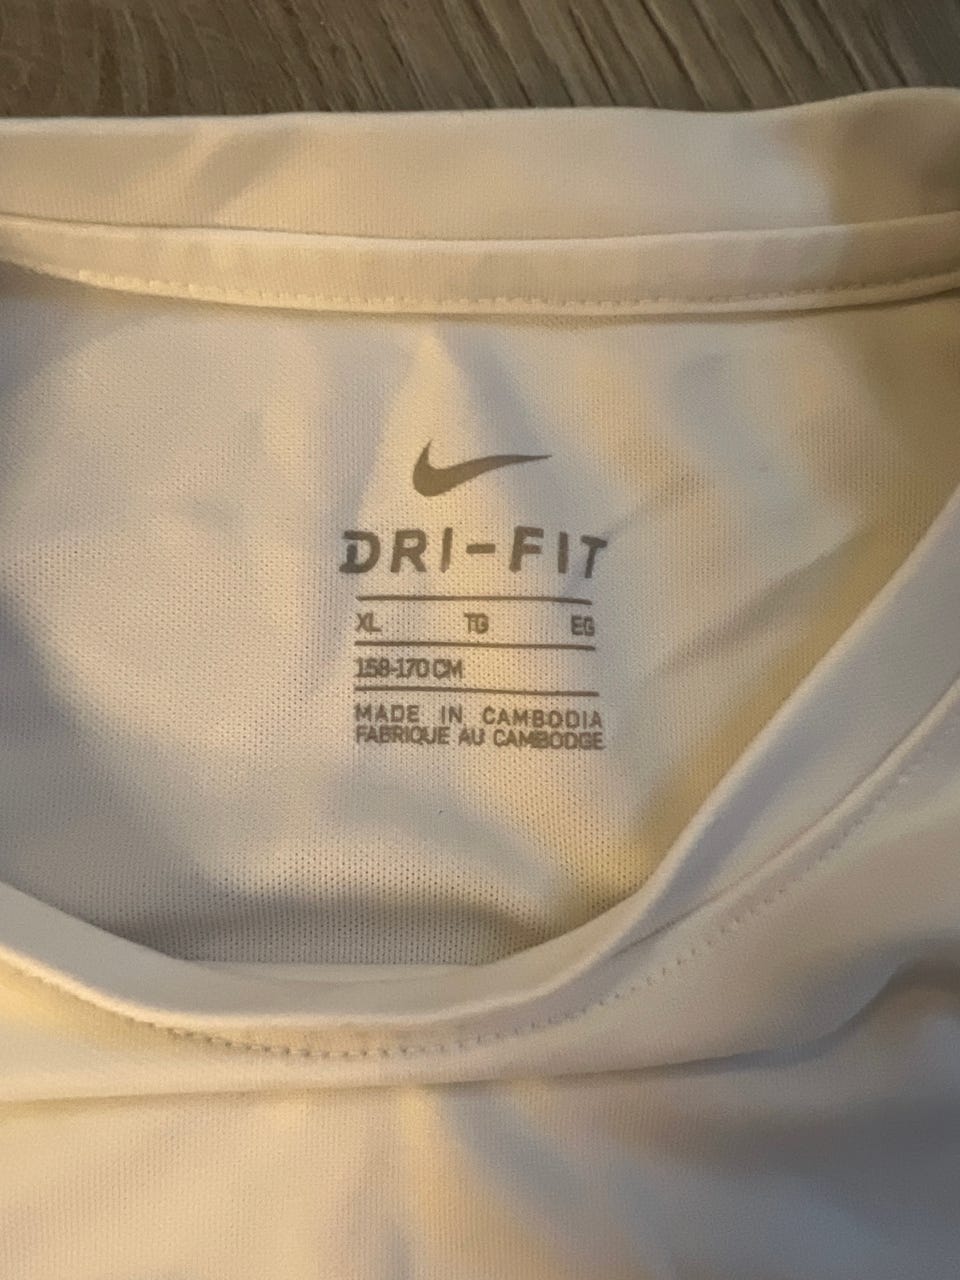 DRI-FIT
XL TG EG
158-170 CM
MADE IN CAMBODIA
FABRIQUE AU CAMBODGE